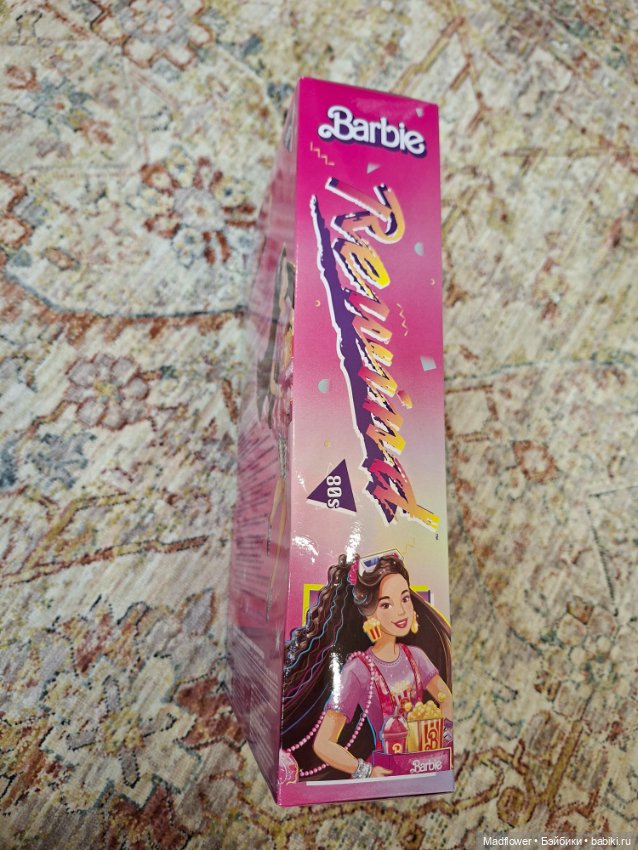 Barbie
Rewind
80s
Barbie
Madflower • Бэйбики • babiki.ru